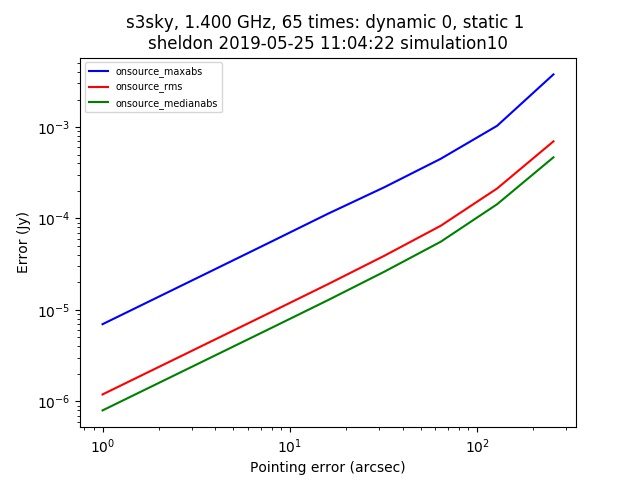 s3sky, 1.400 GHz, 65 times: dynamic 0, static 1
sheldon 2019-05-25 11:04:22 simulation10
onsource_maxabs
onsource_rms
onsource_medianabs
Error (Jy)
10⁻³
10⁻⁴
10⁻⁵
10⁻⁶
10⁰ 10¹ 10²
Pointing error (arcsec)